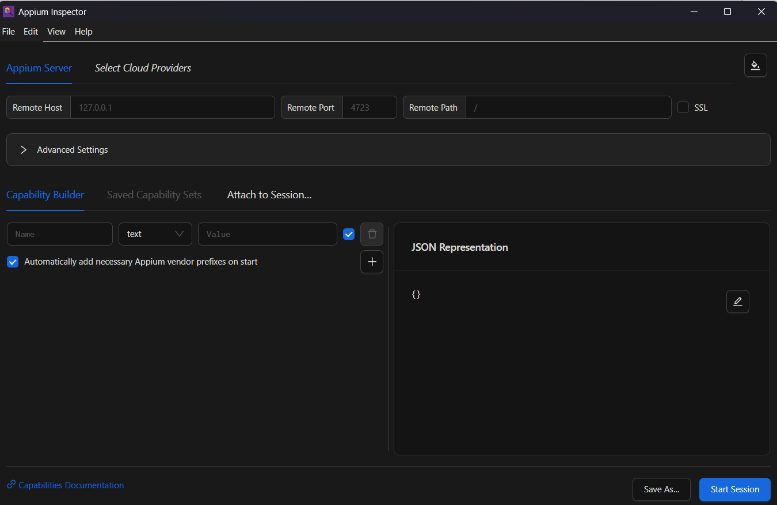 Appium Inspector
File Edit View Help
Appium Server Select Cloud Providers
Remote Host 127.0.0.1 Remote Port 4723 Remote Path / SSL
Advanced Settings
Capability Builder Saved Capability Sets Attach to Session...
Name text Value
Automatically add necessary Appium vendor prefixes on start
JSON Representation
{}
Capabilities Documentation
Save As... Start Session